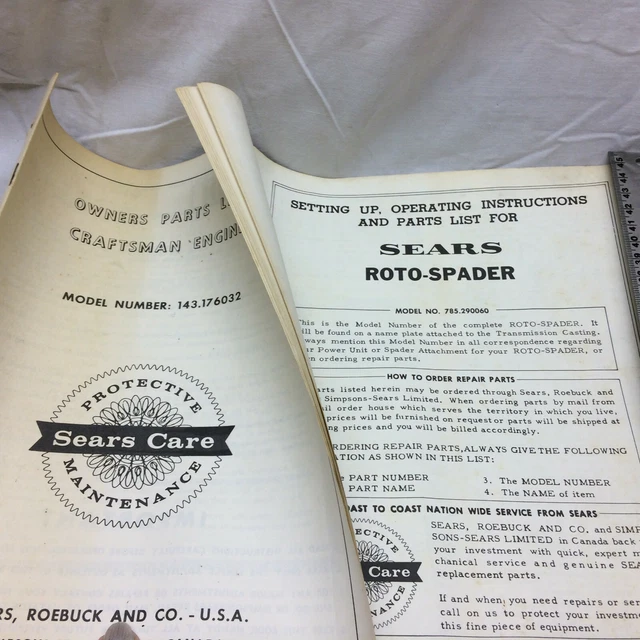 OWNERS PARTS
CRAFTSMAN ENGIN
MODEL NUMBER: 143.176032
PROTECTIVE
Sears Care
MAINTENANCE
RS, ROEBUCK AND CO. - U.S.A.
SETTING UP, OPERATING INSTRUCTIONS
AND PARTS LIST FOR
SEARS
ROTO-SPADER
MODEL NO. 785.290060
This is the Model Number of the complete ROTO-SPADER. It
will be found on a name plate attached to the Transmission Casting.
always mention this Model Number in all correspondence regarding
ur Power Unit or Spader Attachment for your ROTO-SPADER, or
en ordering repair parts.
HOW TO ORDER REPAIR PARTS
arts listed herein may be ordered through Sears, Roebuck and
Simpsons-Sears Limited. When ordering parts by mail from
il order house which serves the territory in which you live,
prices will be furnished on request or parts will be shipped at
ing prices and you will be billed accordingly.
RDERING REPAIR PARTS, ALWAYS GIVE THE FOLLOWING
ATION AS SHOWN IN THIS LIST:
e PART NUMBER 3. The MODEL NUMBER
PART NAME 4. The NAME of item
OAST TO COAST NATION WIDE SERVICE FROM SEARS
SEARS, ROEBUCK AND CO. and SIMP
SONS-SEARS LIMITED in Canada back
your investment with quick, expert
chanical service and genuine SEA
replacement parts.
Care
If and when you need repairs or serv
call on us to protect your investment
this fine piece of equipment.